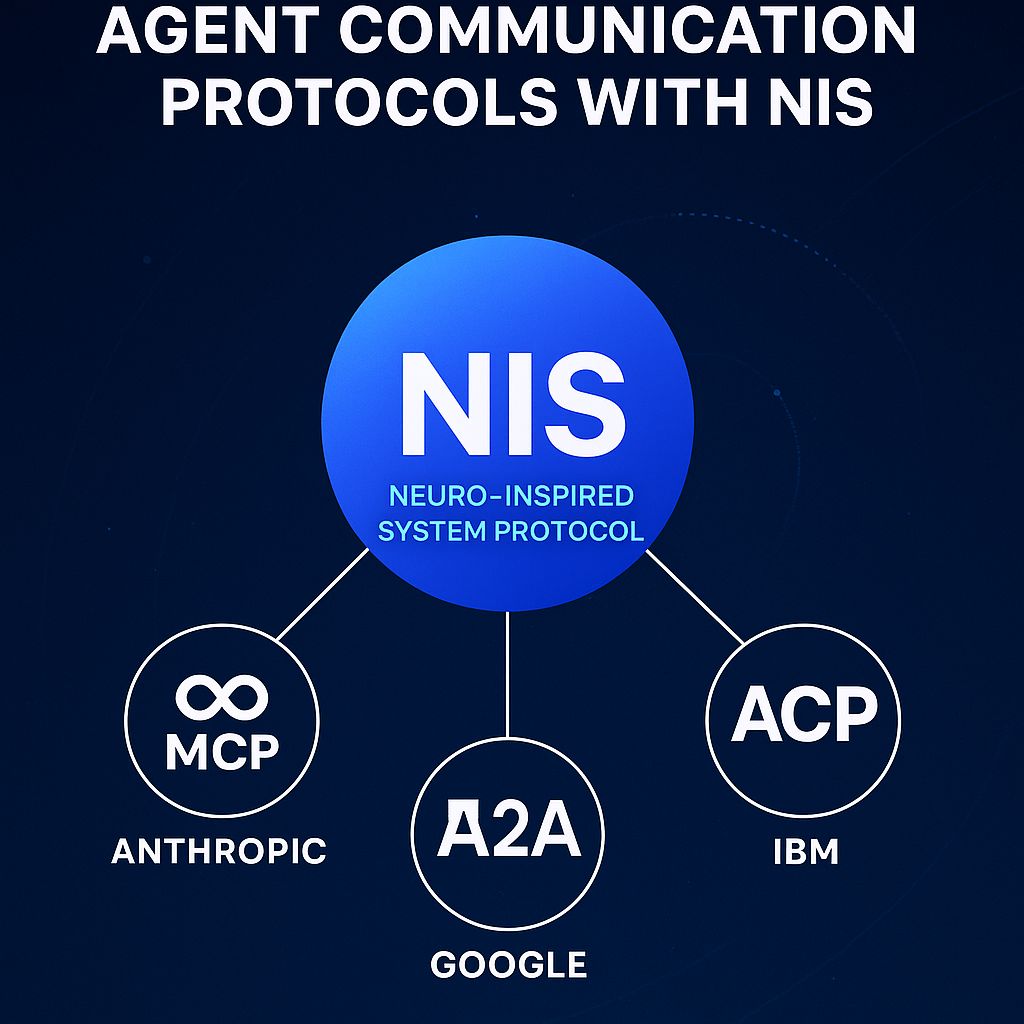 AGENT COMMUNICATION
PROTOCOLS WITH NIS
NIS
NEURO-INSPIRED
SYSTEM PROTOCOL
∞
MCP
ANTHROPIC
A2A
GOOGLE
ACP
IBM